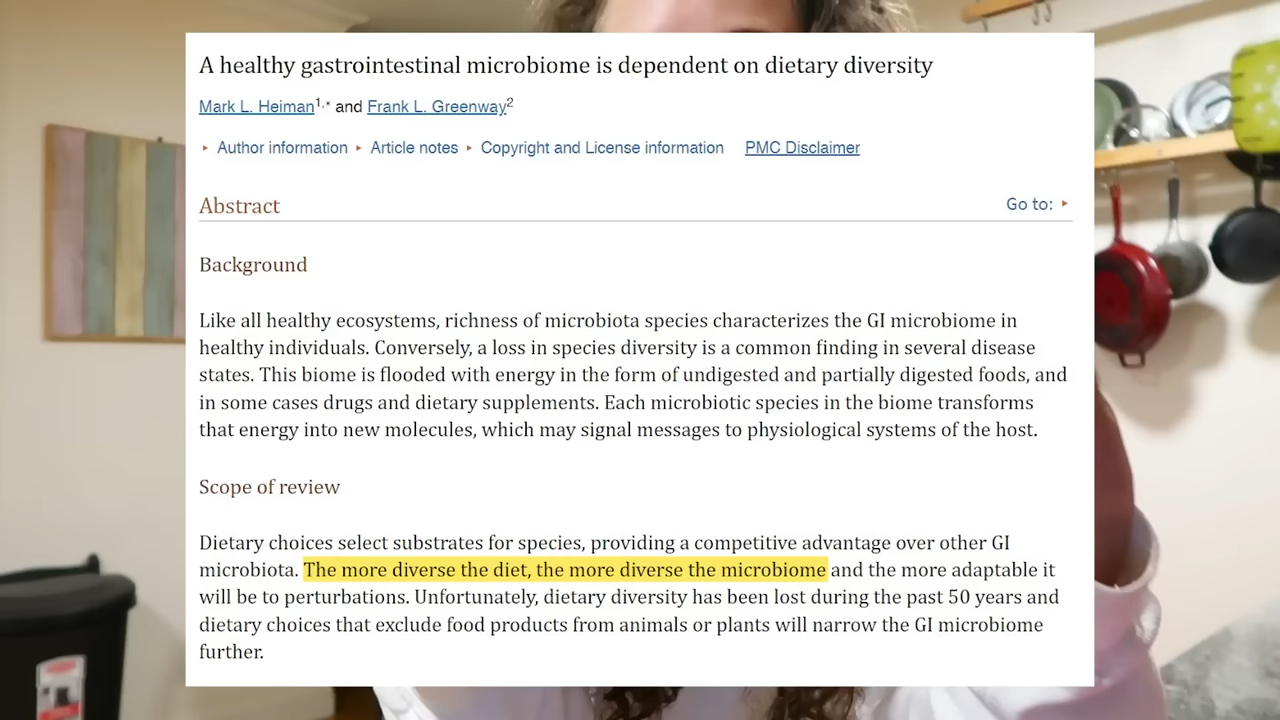 A healthy gastrointestinal microbiome is dependent on dietary diversity
Mark L. Heiman1,* and Frank L. Greenway2
▸ Author information ▸ Article notes ▸ Copyright and License information PMC Disclaimer
Abstract
Go to: ▸
Background
Like all healthy ecosystems, richness of microbiota species characterizes the GI microbiome in
healthy individuals. Conversely, a loss in species diversity is a common finding in several disease
states. This biome is flooded with energy in the form of undigested and partially digested foods, and
in some cases drugs and dietary supplements. Each microbiotic species in the biome transforms
that energy into new molecules, which may signal messages to physiological systems of the host.
Scope of review
Dietary choices select substrates for species, providing a competitive advantage over other GI
microbiota. The more diverse the diet, the more diverse the microbiome and the more adaptable it
will be to perturbations. Unfortunately, dietary diversity has been lost during the past 50 years and
dietary choices that exclude food products from animals or plants will narrow the GI microbiome
further.